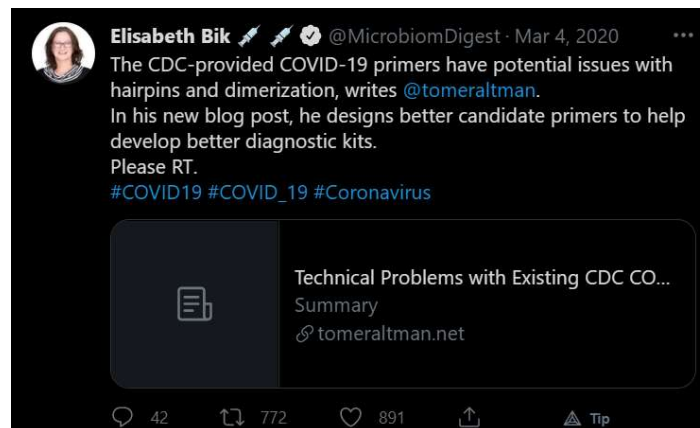 Elisabeth Bik 💉 💉 @MicrobiomDigest · Mar 4, 2020
The CDC-provided COVID-19 primers have potential issues with
hairpins and dimerization, writes @tomeraltman.
In his new blog post, he designs better candidate primers to help
develop better diagnostic kits.
Please RT.
#COVID19 #COVID_19 #Coronavirus
Technical Problems with Existing CDC CO...
Summary
tomeraltman.net
42 772 891 Tip